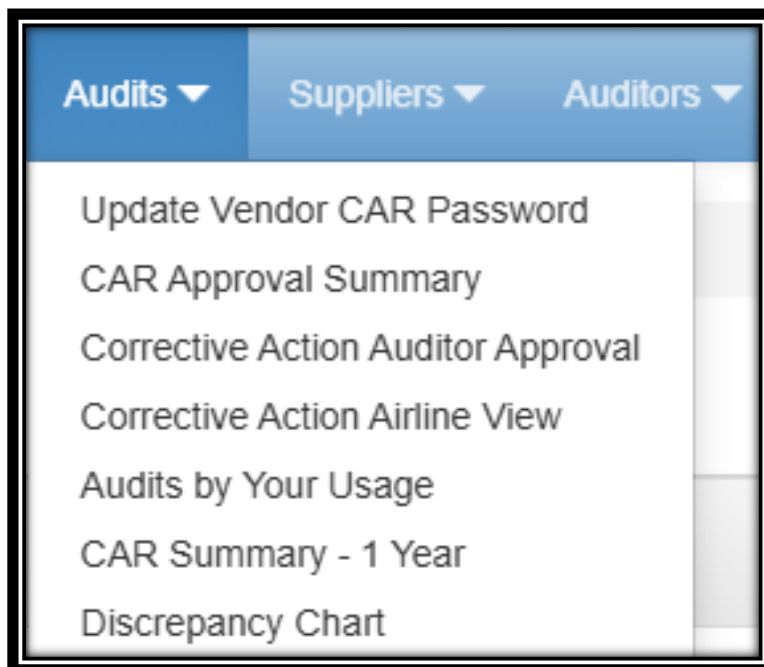 Audits Suppliers Auditors
Update Vendor CAR Password
CAR Approval Summary
Corrective Action Auditor Approval
Corrective Action Airline View
Audits by Your Usage
CAR Summary - 1 Year
Discrepancy Chart